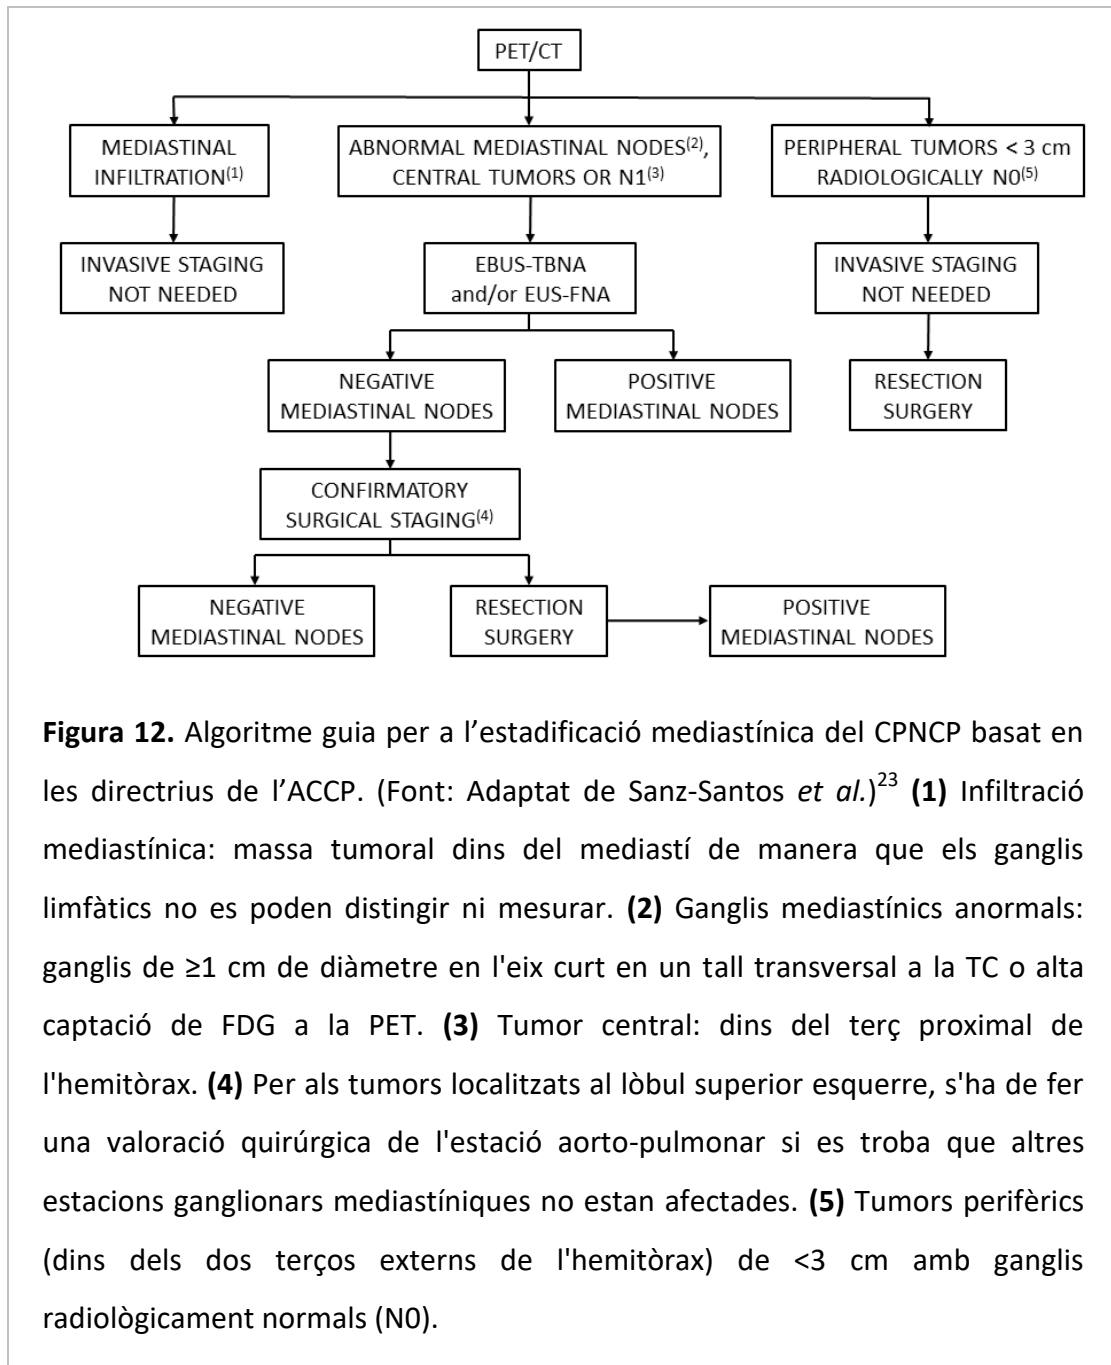 PET/CT
MEDIASTINAL
INFILTRATION(1)
ABNORMAL MEDIASTINAL NODES(2),
CENTRAL TUMORS OR N1(3)
PERIPHERAL TUMORS < 3 cm
RADIOLOGICALLY N0(5)
INVASIVE STAGING
NOT NEEDED
EBUS-TBNA
and/or EUS-FNA
INVASIVE STAGING
NOT NEEDED
NEGATIVE
MEDIASTINAL NODES
POSITIVE
MEDIASTINAL NODES
RESECTION
SURGERY
CONFIRMATORY
SURGICAL STAGING(4)
NEGATIVE
MEDIASTINAL NODES
RESECTION
SURGERY
POSITIVE
MEDIASTINAL NODES
Figura 12. Algoritme guia per a l’estadificació mediastínica del CPNCP basat en
les directrius de l’ACCP. (Font: Adaptat de Sanz-Santos et al.)23 (1) Infiltració
mediastínica: massa tumoral dins del mediastí de manera que els ganglis
limfàtics no es poden distingir ni mesurar. (2) Ganglis mediastínics anormals:
ganglis de ≥1 cm de diàmetre en l'eix curt en un tall transversal a la TC o alta
captació de FDG a la PET. (3) Tumor central: dins del terç proximal de
l'hemitòrax. (4) Per als tumors localitzats al lòbul superior esquerre, s'ha de fer
una valoració quirúrgica de l'estació aorto-pulmonar si es troba que altres
estacions ganglionars mediastíniques no estan afectades. (5) Tumors perifèrics
(dins dels dos terços externs de l'hemitòrax) de <3 cm amb ganglis
radiològicament normals (N0).